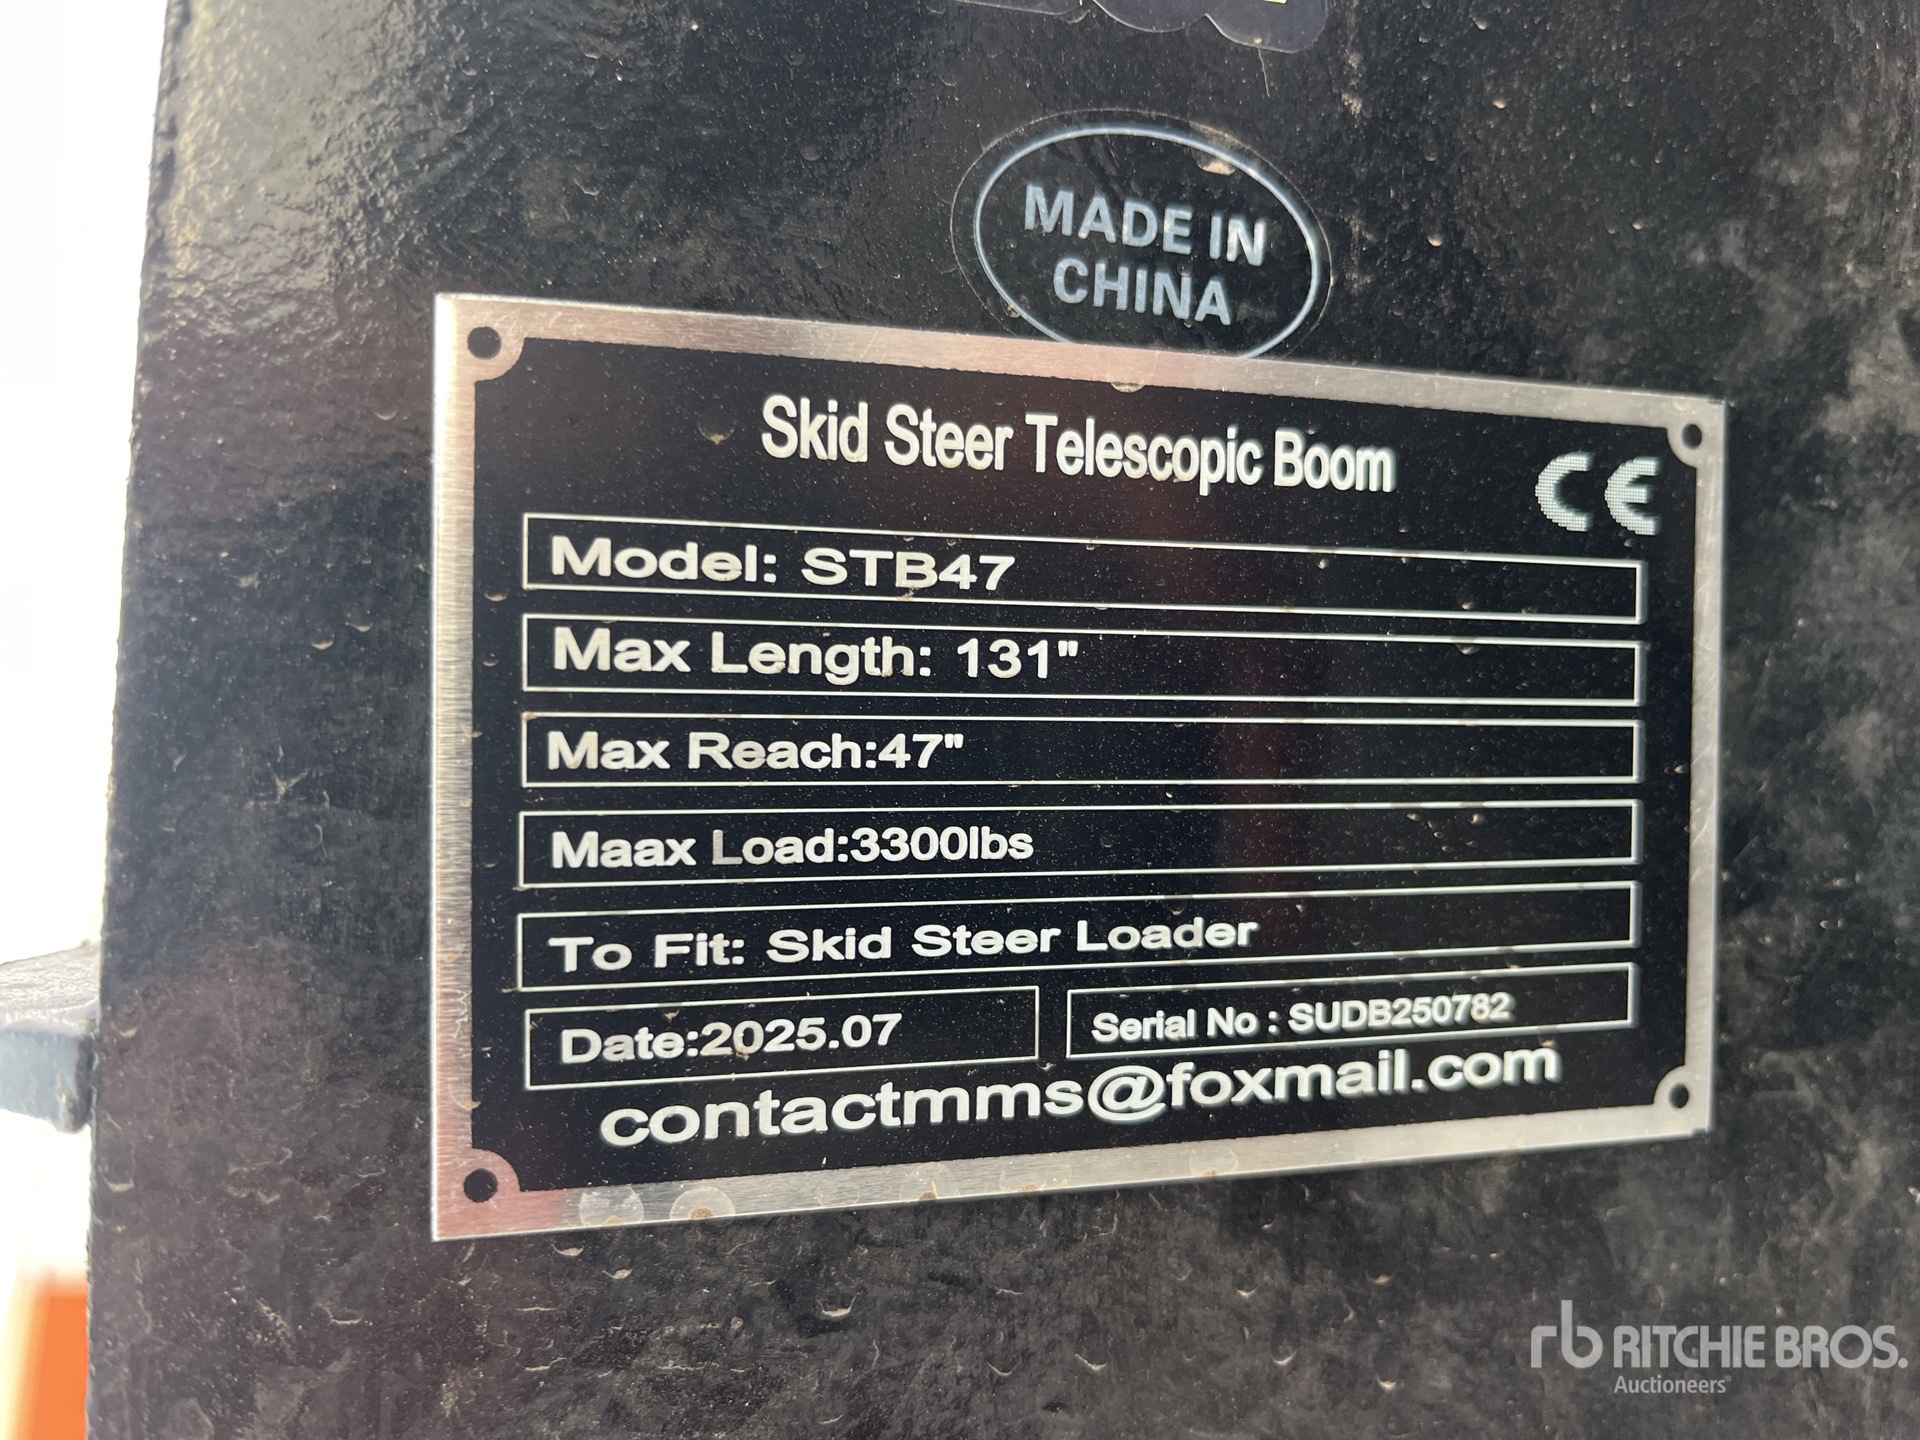 MADE IN
CHINA
Skid Steer Telescopic Boom
CE
Model: STB47
Max Length: 131"
Max Reach:47"
Maax Load:3300lbs
To Fit: Skid Steer Loader
Date:2025.07
Serial No : SUDB250782
contactmms@foxmail.com
rb RITCHIE BROS.
Auctioneers